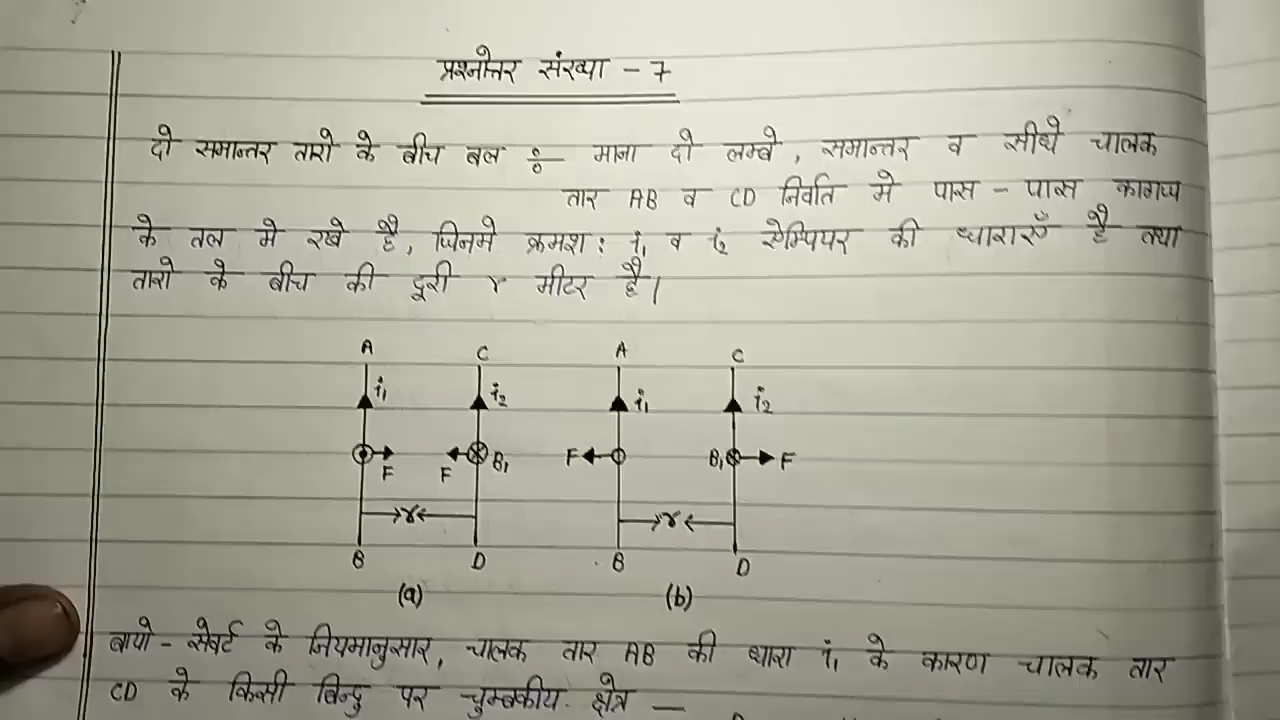 प्रश्नोत्तर संख्या - 7
दो समान्तर तारो के बीच बल ÷ माना दो लम्बे, समान्तर व सीधे चालक
तार AB व CD निर्वात मे पास - पास कागज
के तल मे रखे है, जिनमे क्रमश: i₁ व i₂ ऐम्पियर की धाराएँ है तथा
तारो के बीच की दूरी r मीटर है।
A C A C
i₁ i₂ i₁ i₂
F F B₁ F B₁ F
r r
B D B D
(a) (b)
बायो - सेवर्ट के नियमानुसार, चालक तार AB की धारा i₁ के कारण चालक तार
CD के किसी बिन्दु पर चुम्बकीय क्षेत्र —